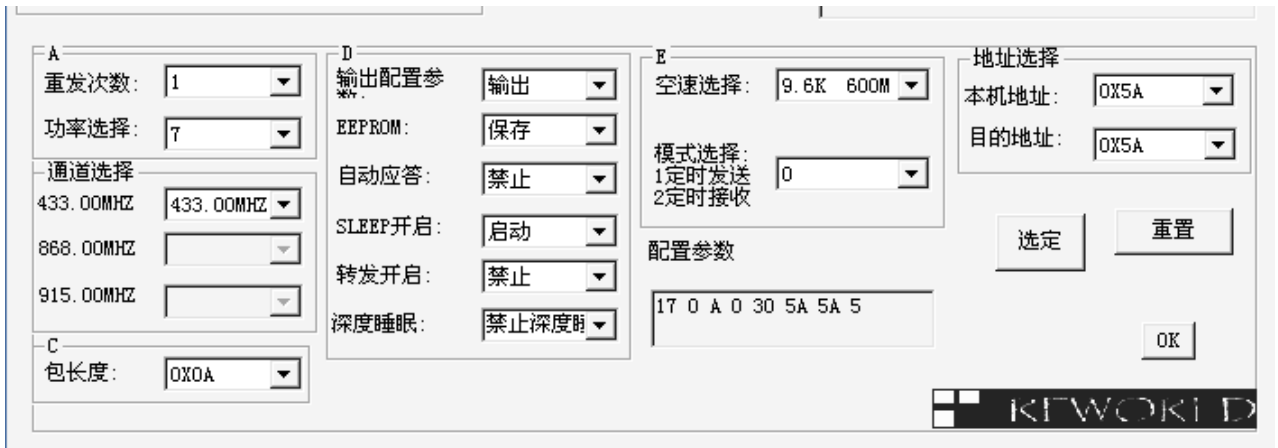 A
重发次数: 1
功率选择: 7
通道选择
433.00MHZ 433.00MHZ
868.00MHZ
915.00MHZ
C
包长度: 0X0A
D
输出配置参
数: 输出
EEPROM: 保存
自动应答: 禁止
SLEEP开启: 启动
转发开启: 禁止
深度睡眠: 禁止深度
E
空速选择: 9.6K 600M
模式选择:
1定时发送 0
2定时接收
配置参数
17 0 A 0 30 5A 5A 5
地址选择
本机地址: 0X5A
目的地址: 0X5A
选定
重置
OK